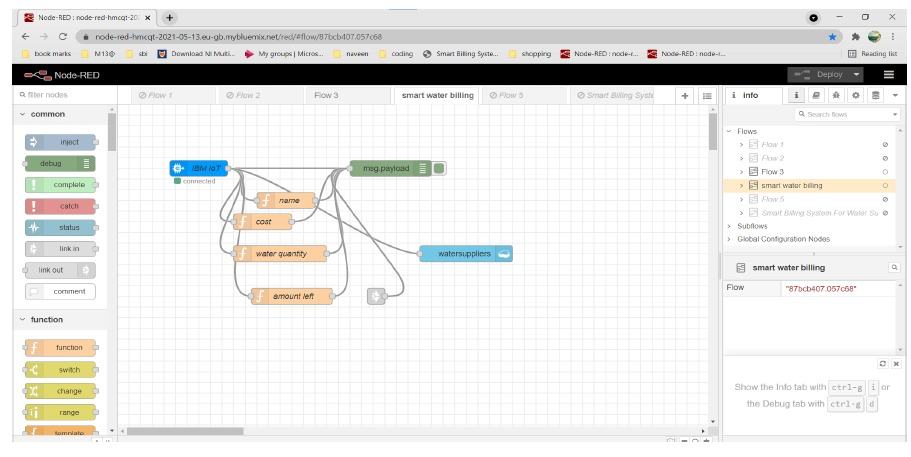 Node-RED : node-red-hmcqt-20
node-red-hmcqt-2021-05-13.eu-gb.mybluemix.net/red/#flow/87bcb407.057c68
book marks M13@ sbi Download NI Multi... My groups | Micros... naveen coding Smart Billing Syste... shopping Node-RED : node-r... Node-RED : node-r... Reading list
Node-RED Deploy
filter nodes Flow 1 Flow 2 Flow 3 smart water billing Flow 5 Smart Billing Syste i info
common
inject
debug
complete
catch
status
link in
link out
comment
function
function
switch
change
range
template
IBM IoT
connected
msg.payload
name
cost
water quantity
watersuppliers
amount left
Search flows
Flows
Flow 1
Flow 2
Flow 3
smart water billing
Flow 5
Smart Billing System For Water Su
Subflows
Global Configuration Nodes
smart water billing
Flow "87bcb407.057c68"
Show the Info tab with ctrl-g i or
the Debug tab with ctrl-g d